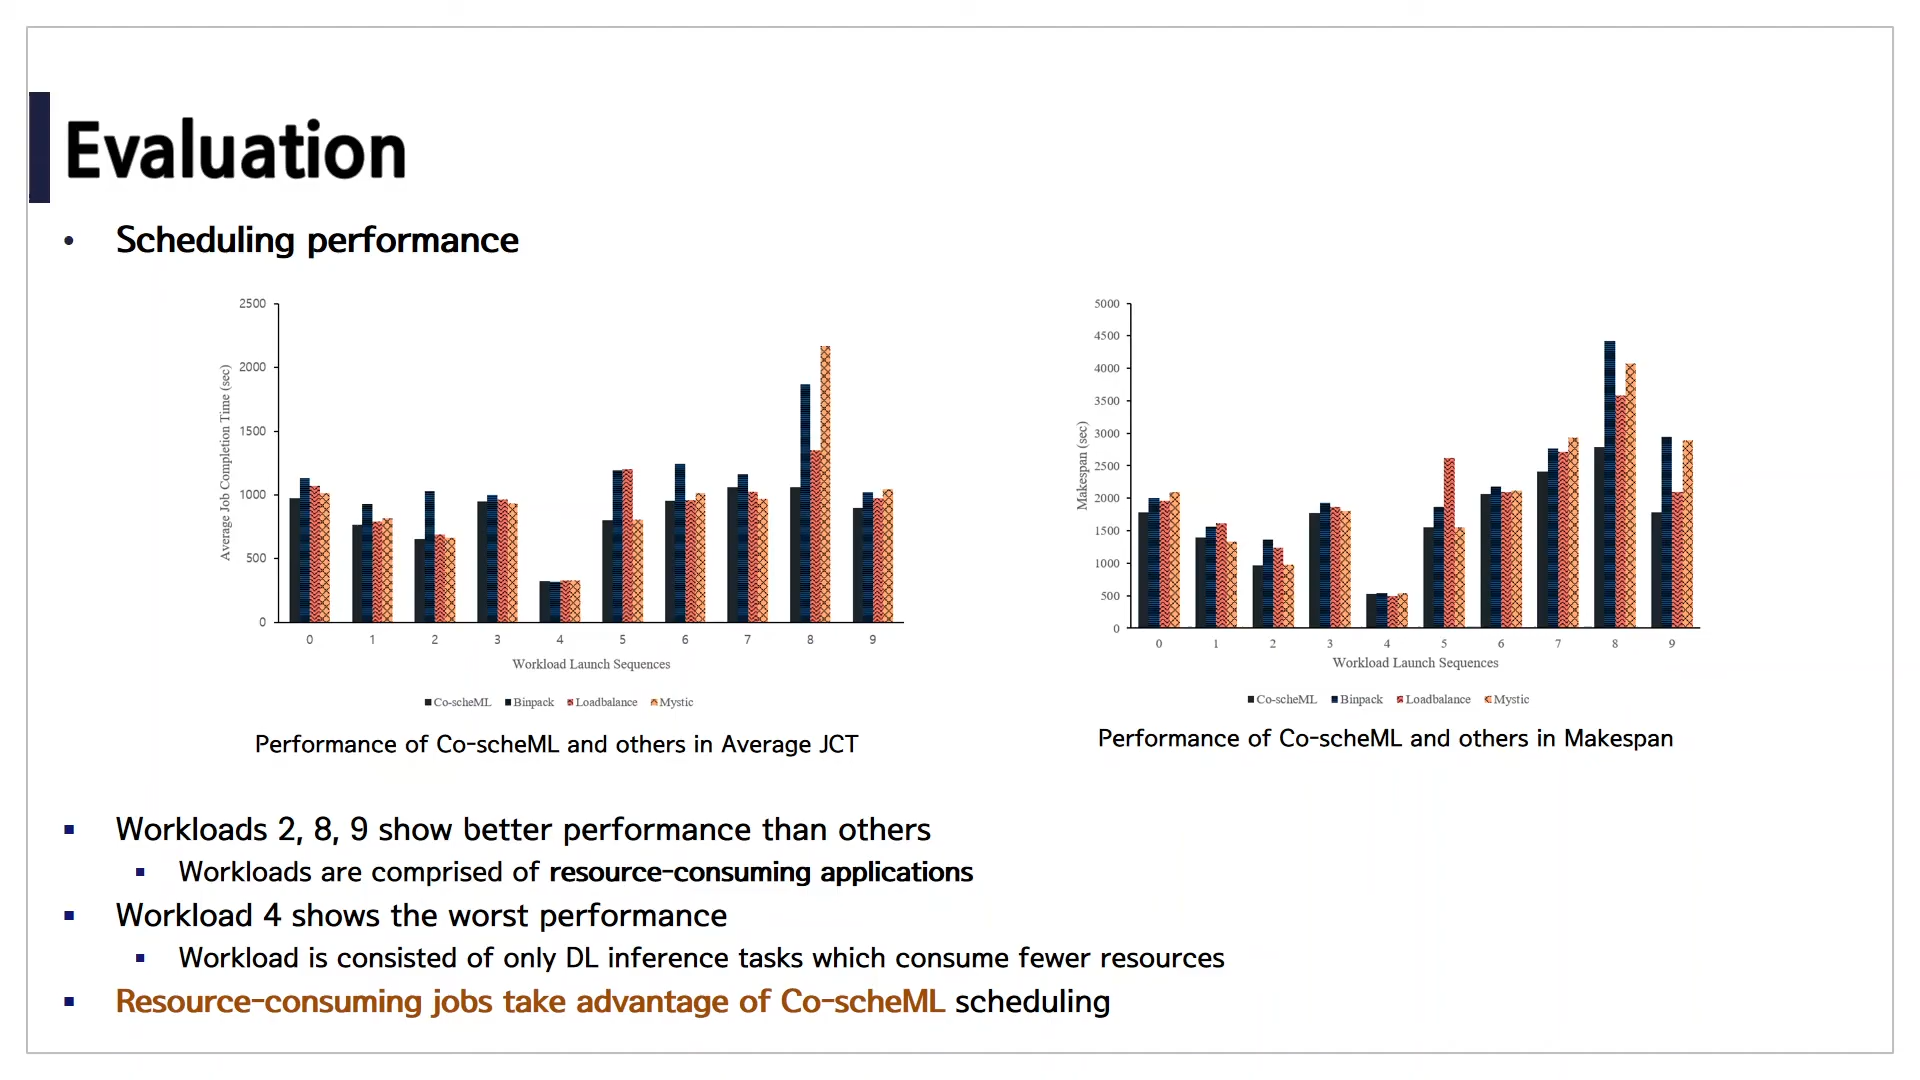 Evaluation
• Scheduling performance
2500
2000
1500
1000
500
0
Average Job Completion Time (sec)
0 1 2 3 4 5 6 7 8 9
Workload Launch Sequences
Co-scheML Binpack Loadbalance Mystic
Performance of Co-scheML and others in Average JCT
5000
4500
4000
3500
3000
2500
2000
1500
1000
500
0
Makespan (sec)
0 1 2 3 4 5 6 7 8 9
Workload Launch Sequences
Co-scheML Binpack Loadbalance Mystic
Performance of Co-scheML and others in Makespan
▪ Workloads 2, 8, 9 show better performance than others
▪ Workloads are comprised of resource-consuming applications
▪ Workload 4 shows the worst performance
▪ Workload is consisted of only DL inference tasks which consume fewer resources
▪ Resource-consuming jobs take advantage of Co-scheML scheduling